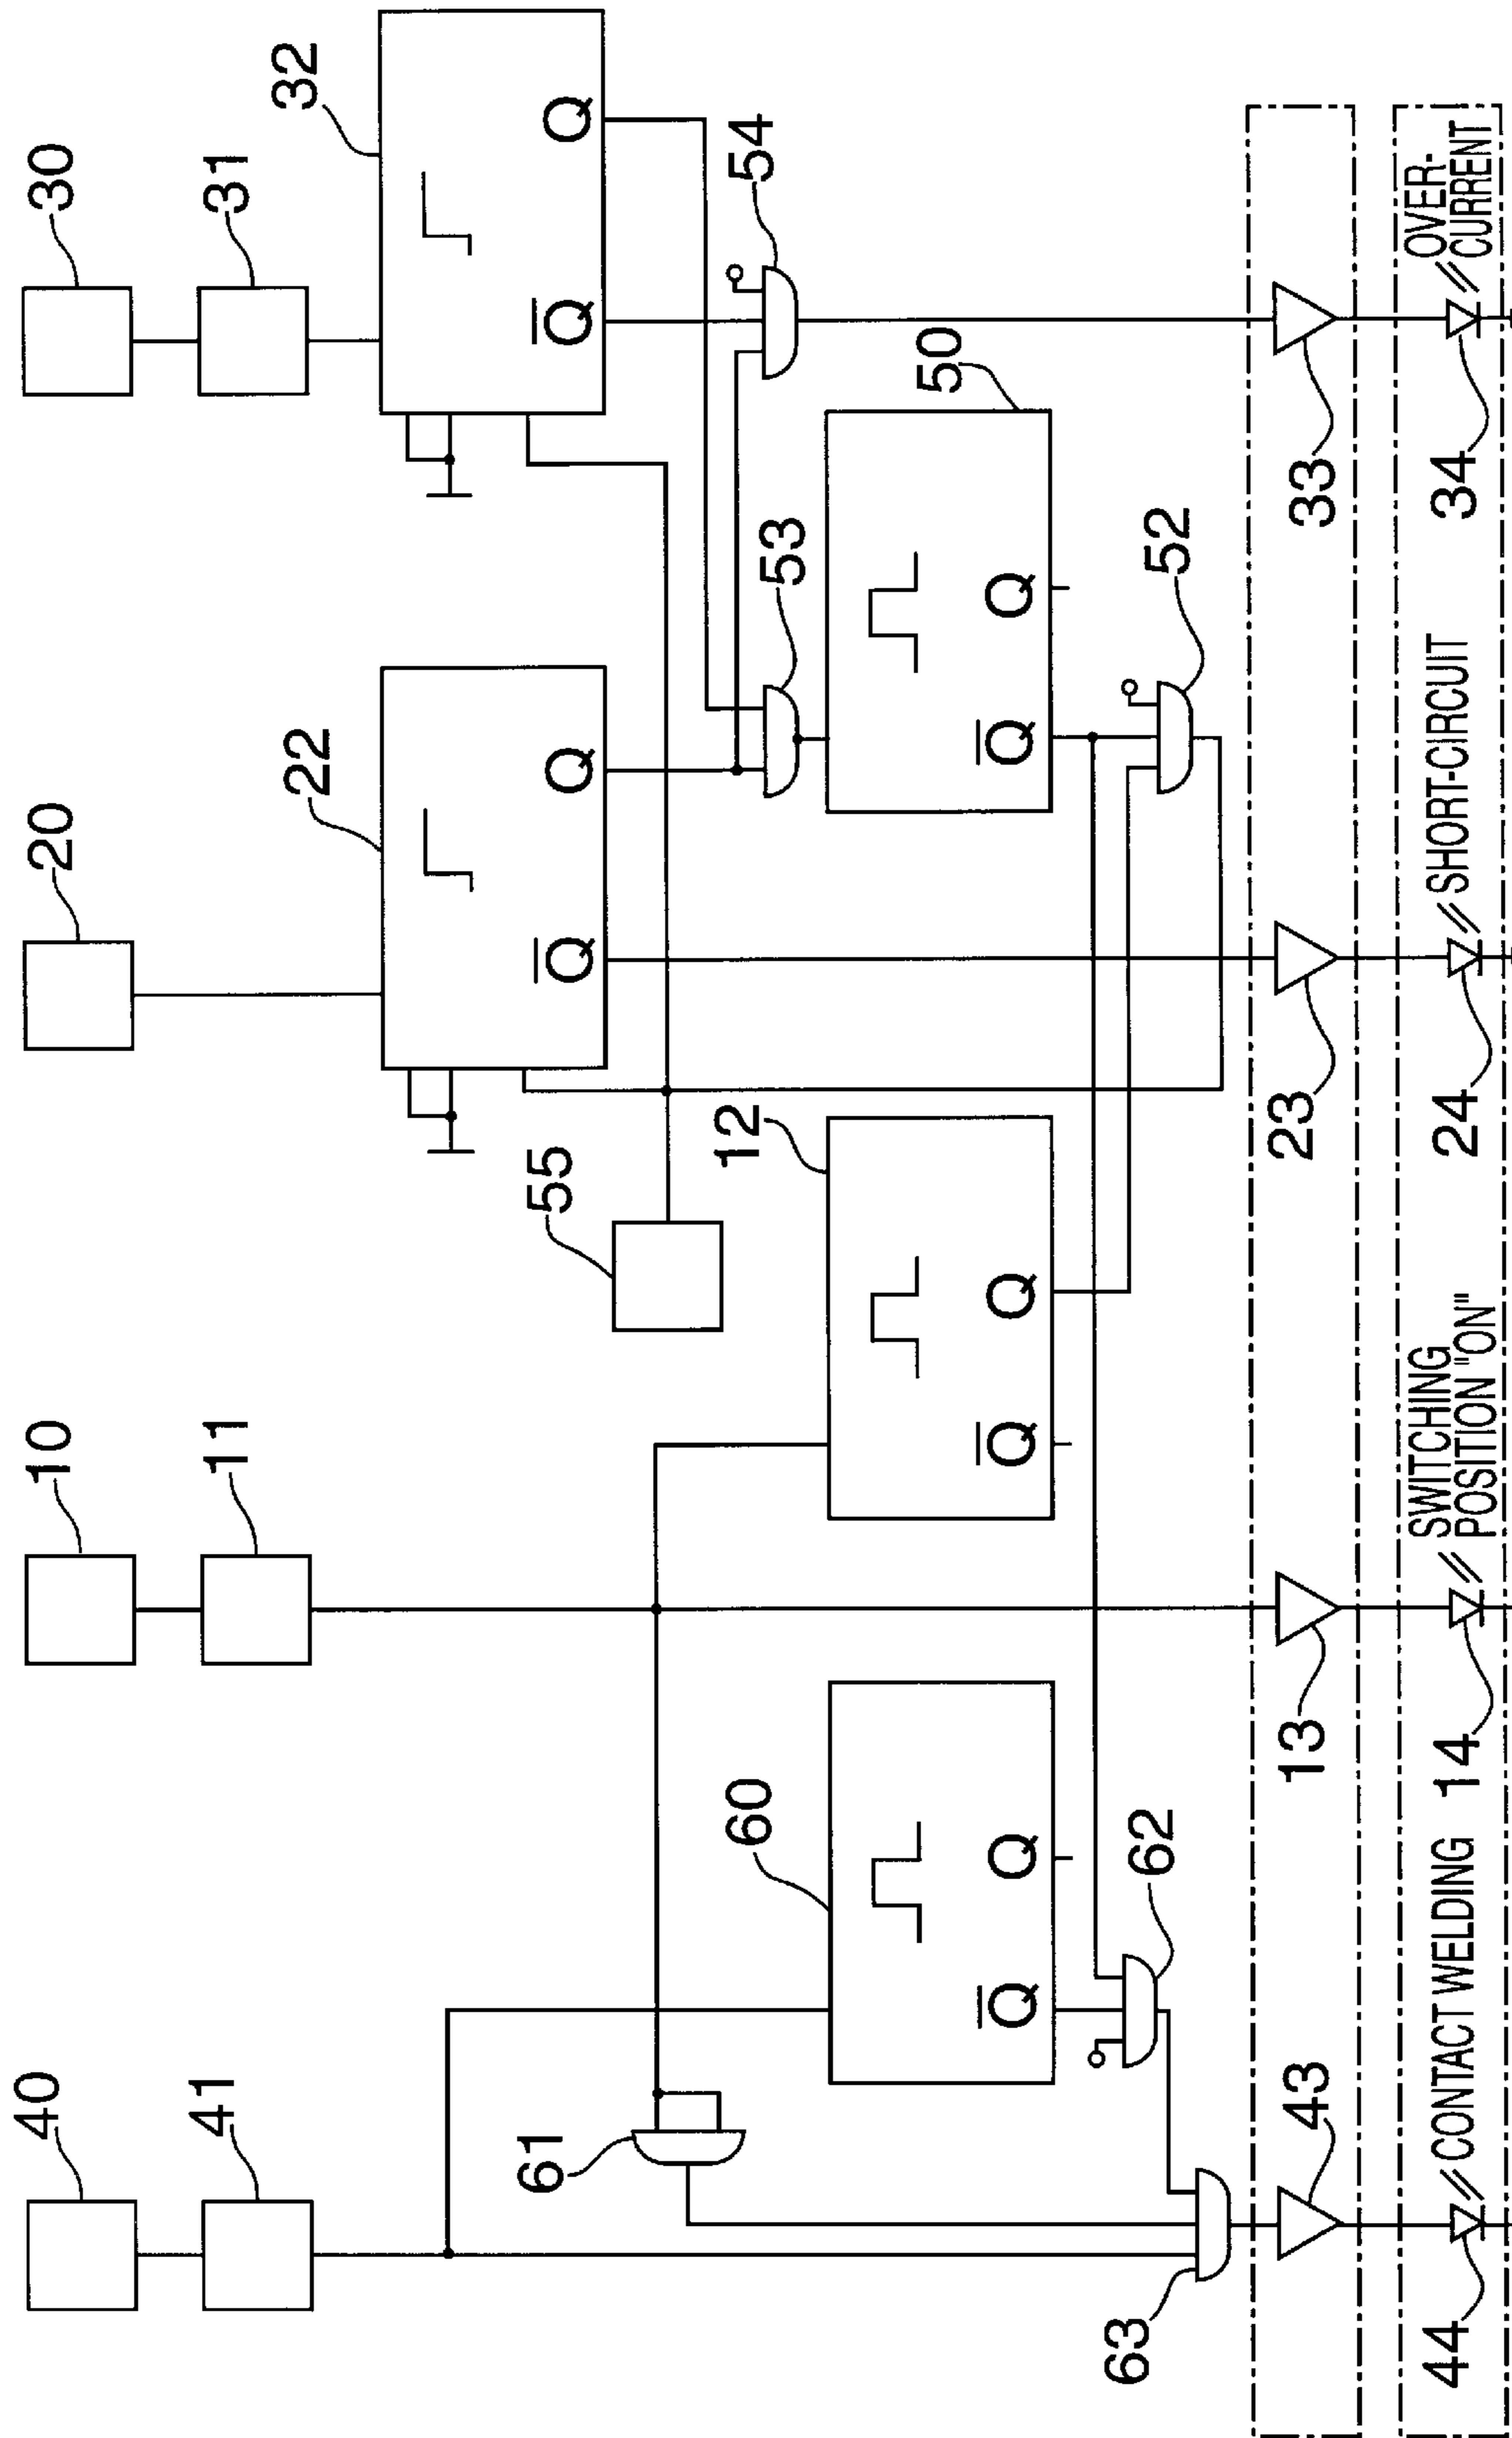 30
31
32
Q
Q̅
54
20
22
Q
Q̅
53
50
Q
Q̅
52
55
10
11
12
Q
Q̅
60
Q
Q̅
62
40
41
61
63
33
23
13
43
34
OVER-
CURRENT
24
SHORT-CIRCUIT
14
SWITCHING
POSITION "ON"
44
CONTACT WELDING